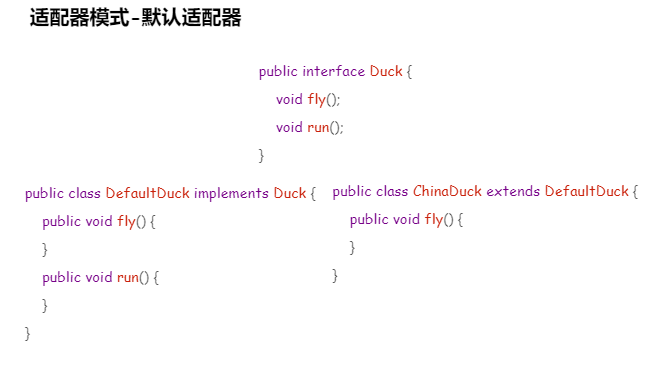 适配器模式-默认适配器
public interface Duck {
void fly();
void run();
}
public class DefaultDuck implements Duck {
public void fly() {
}
public void run() {
}
}
public class ChinaDuck extends DefaultDuck {
public void fly() {
}
}